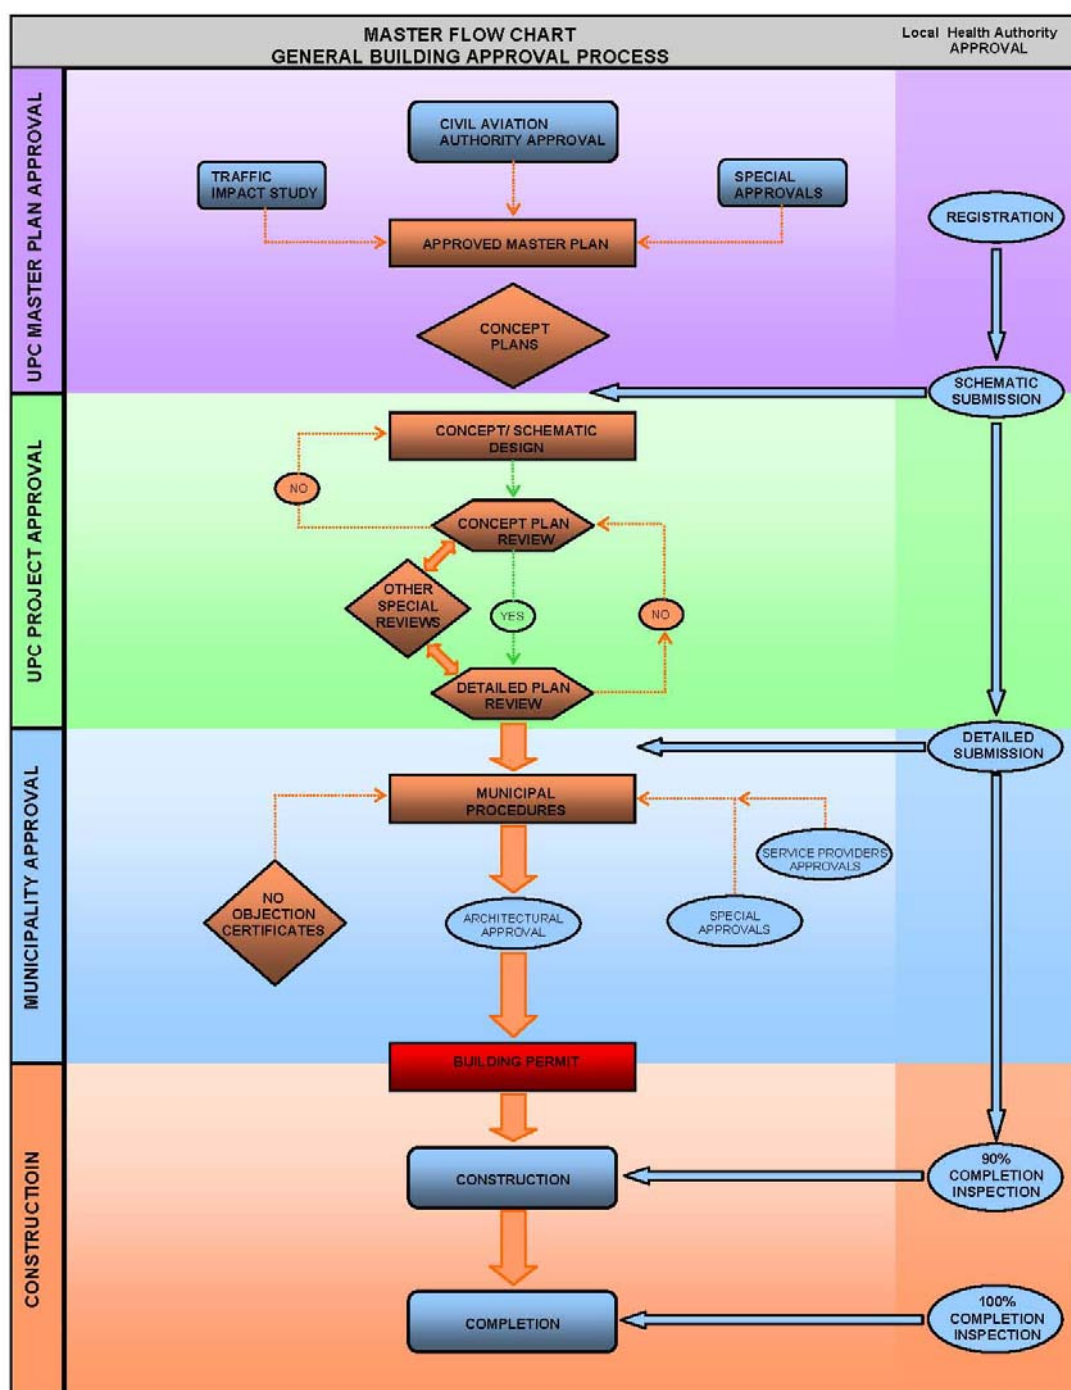 MASTER FLOW CHART
GENERAL BUILDING APPROVAL PROCESS
Local Health Authority
APPROVAL
UPC MASTER PLAN APPROVAL
CIVIL AVIATION
AUTHORITY APPROVAL
TRAFFIC
IMPACT STUDY
SPECIAL
APPROVALS
APPROVED MASTER PLAN
REGISTRATION
CONCEPT
PLANS
SCHEMATIC
SUBMISSION
UPC PROJECT APPROVAL
CONCEPT/ SCHEMATIC
DESIGN
NO
CONCEPT PLAN
REVIEW
OTHER
SPECIAL
REVIEWS
YES
NO
DETAILED PLAN
REVIEW
DETAILED
SUBMISSION
MUNICIPALITY APPROVAL
MUNICIPAL
PROCEDURES
SERVICE PROVIDERS
APPROVALS
NO
OBJECTION
CERTIFICATES
ARCHITECTURAL
APPROVAL
SPECIAL
APPROVALS
BUILDING PERMIT
CONSTRUCTIOIN
CONSTRUCTION
90%
COMPLETION
INSPECTION
COMPLETION
100%
COMPLETION
INSPECTION